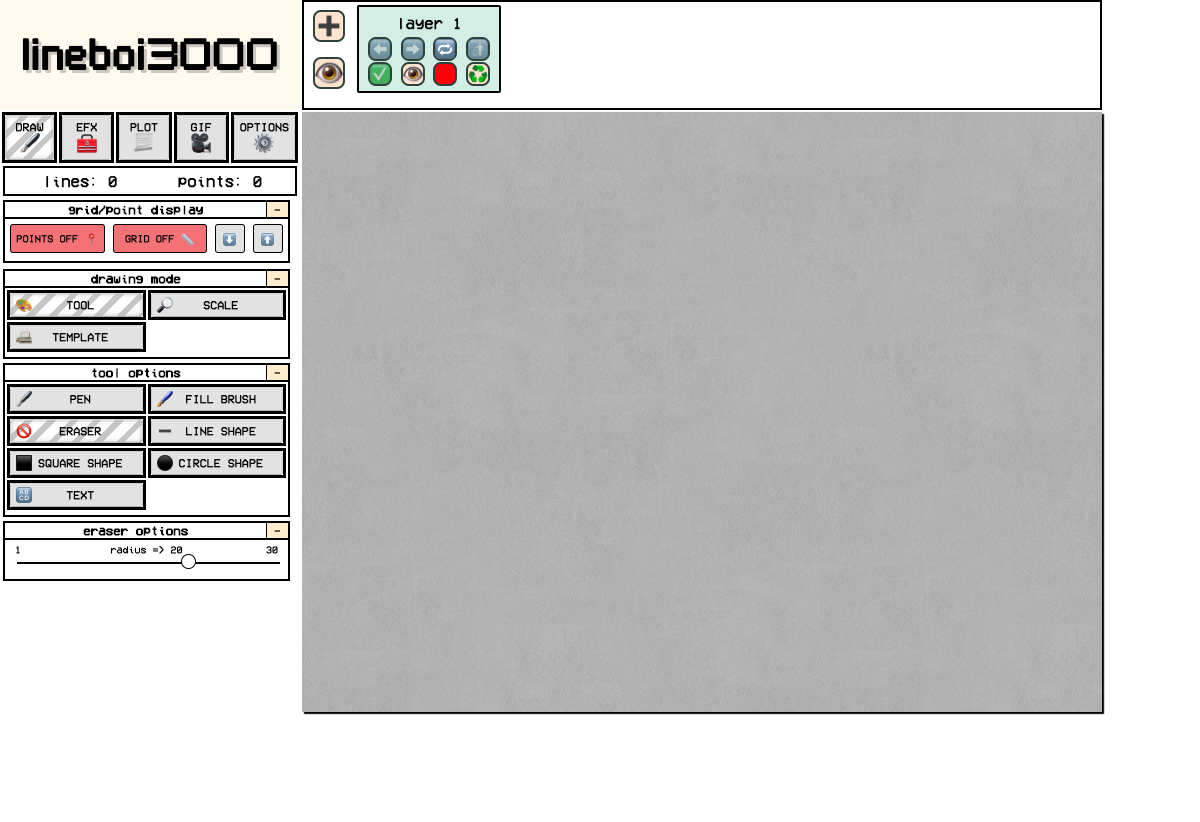 lineboi3000
layer 1
DRAW
EFX
PLOT
GIF
OPTIONS
lines: 0
points: 0
grid/point display
-
POINTS OFF
GRID OFF
drawing mode
-
TOOL
SCALE
TEMPLATE
tool options
-
PEN
FILL BRUSH
ERASER
LINE SHAPE
SQUARE SHAPE
CIRCLE SHAPE
TEXT
eraser options
-
1
radius => 20
30